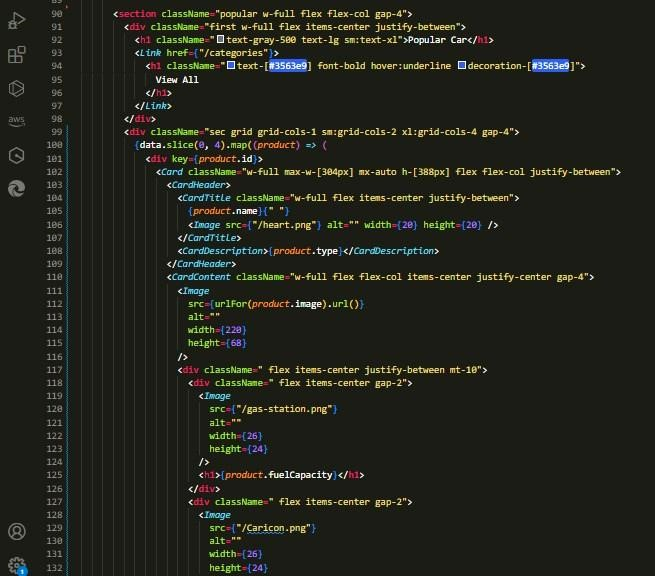 90 <section className="popular w-full flex flex-col gap-4">
91 <div className="first w-full flex items-center justify-between">
92 <h1 className="text-gray-500 text-lg sm:text-xl">Popular Car</h1>
93 <Link href={"/categories"}>
94 <h1 className="text-[#3563e9] font-bold hover:underline decoration-[#3563e9]">
95 View All
96 </h1>
97 </Link>
98 </div>
99 <div className="sec grid grid-cols-1 sm:grid-cols-2 xl:grid-cols-4 gap-4">
100 {data.slice(0, 4).map((product) => (
101 <div key={product.id}>
102 <Card className="w-full max-w-[304px] mx-auto h-[388px] flex flex-col justify-between">
103 <CardHeader>
104 <CardTitle className="w-full flex items-center justify-between">
105 {product.name}{" "}
106 <Image src={"/heart.png"} alt="" width={20} height={20} />
107 </CardTitle>
108 <CardDescription>{product.type}</CardDescription>
109 </CardHeader>
110 <CardContent className="w-full flex flex-col items-center justify-center gap-4">
111 <Image
112 src={urlFor(product.image).url()}
113 alt=""
114 width={220}
115 height={68}
116 />
117 <div className=" flex items-center justify-between mt-10">
118 <div className=" flex items-center gap-2">
119 <Image
120 src={"/gas-station.png"}
121 alt=""
122 width={26}
123 height={24}
124 />
125 <h1>{product.fuelCapacity}</h1>
126 </div>
127 <div className=" flex items-center gap-2">
128 <Image
129 src={"/Caricon.png"}
130 alt=""
131 width={26}
132 height={24}
aws
1